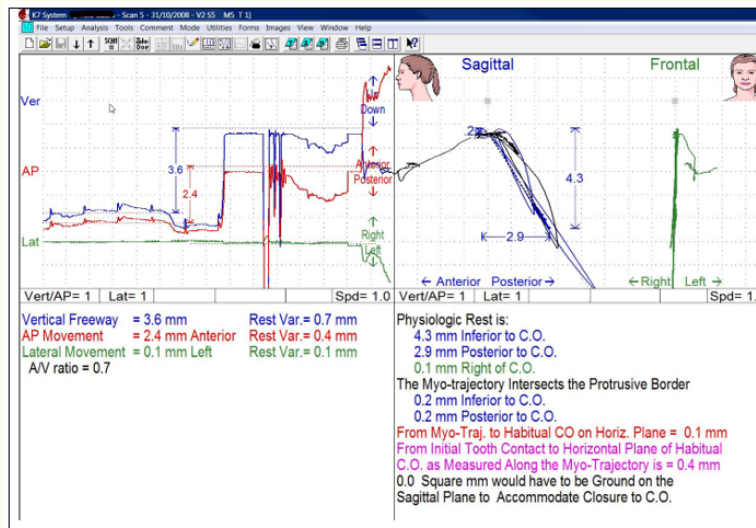 K7 System - Scan 5 - 31/10/2008 - V2 S5 M5 T 1]
File Setup Analysis Tools Comment Mode Utilities Forms Images View Window Help
Sagittal
Frontal
Ver
Up
Down
.2
3.6
4.3
AP
Anterior
Posterior
2.4
2.9
Lat
Right
Left
← Anterior Posterior →
← Right Left →
Vert/AP= 1 Lat= 1 Spd= 1.0
Vert/AP= 1 Lat= 1 Spd= 1.
Vertical Freeway = 3.6 mm Rest Var.= 0.7 mm
AP Movement = 2.4 mm Anterior Rest Var.= 0.4 mm
Lateral Movement = 0.1 mm Left Rest Var.= 0.1 mm
A/V ratio = 0.7
Physiologic Rest is:
4.3 mm Inferior to C.O.
2.9 mm Posterior to C.O.
0.1 mm Right of C.O.
The Myo-trajectory Intersects the Protrusive Border
0.2 mm Inferior to C.O.
0.2 mm Posterior to C.O.
From Myo-Traj. to Habitual CO on Horiz. Plane = 0.1 mm
From Initial Tooth Contact to Horizontal Plane of Habitual
C.O. as Measured Along the Myo-Trajectory is = 0.4 mm
0.0 Square mm would have to be Ground on the
Sagittal Plane to Accommodate Closure to C.O.